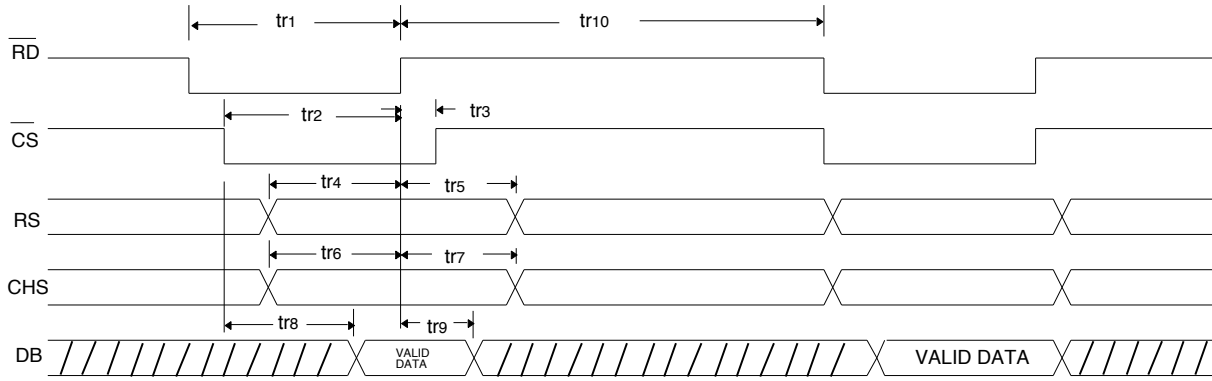 tr1 tr10
RD
tr2 tr3
CS
tr4 tr5
RS
tr6 tr7
CHS
tr8 tr9
DB VALID DATA VALID DATA